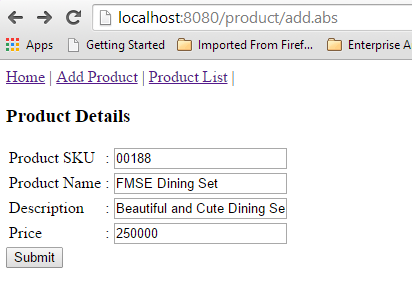 localhost:8080/product/add.abs
Apps Getting Started Imported From Firef... Enterprise A
Home | Add Product | Product List |
Product Details
Product SKU : 00188
Product Name : FMSE Dining Set
Description : Beautiful and Cute Dining Se
Price : 250000
Submit